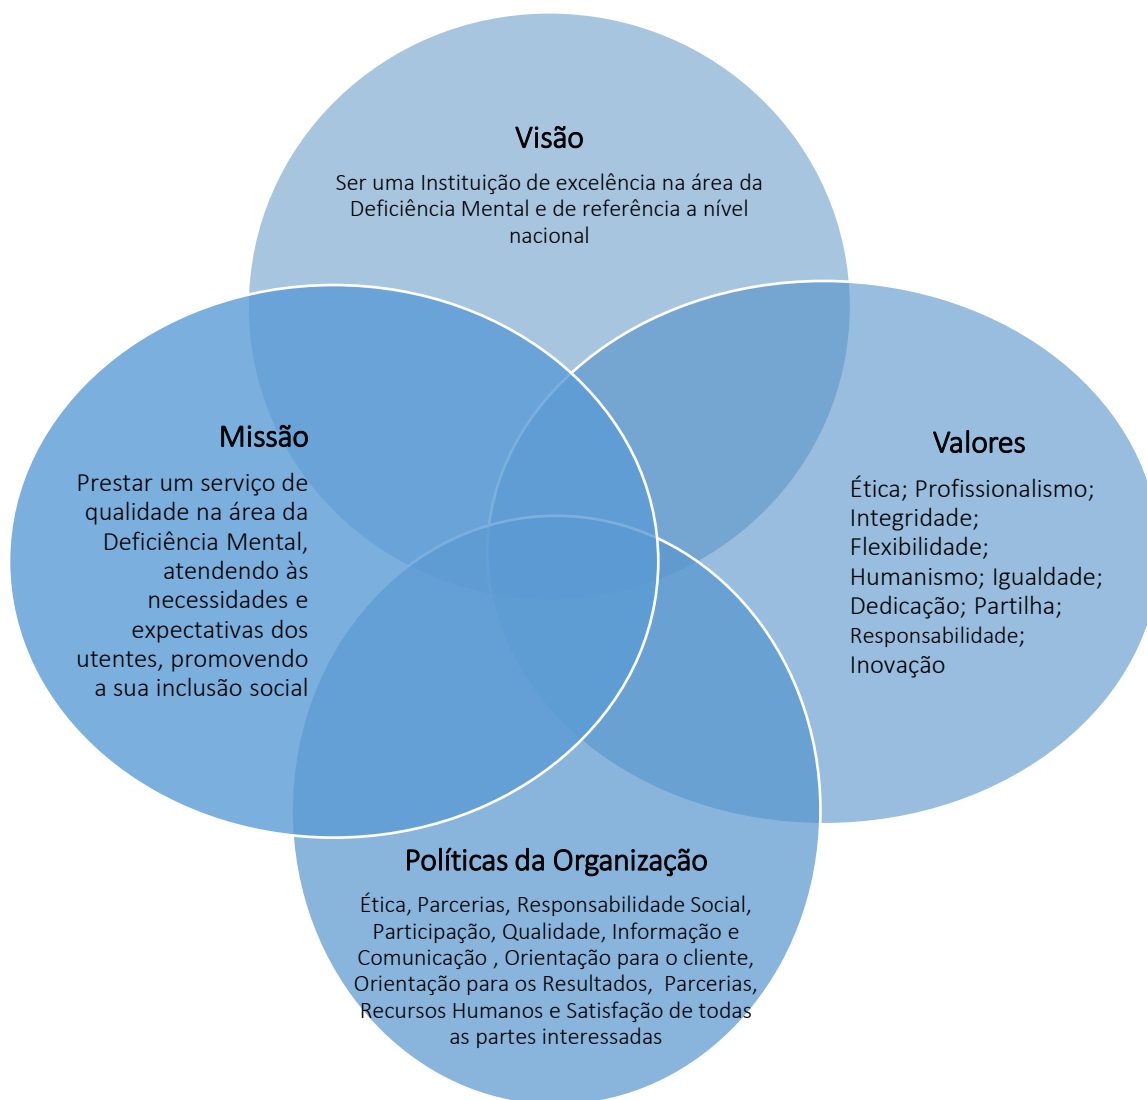 Visão
Ser uma Instituição de excelência na área da
Deficiência Mental e de referência a nível
nacional
Missão
Prestar um serviço de
qualidade na área da
Deficiência Mental,
atendendo às
necessidades e
expectativas dos
utentes, promovendo
a sua inclusão social
Valores
Ética; Profissionalismo;
Integridade;
Flexibilidade;
Humanismo; Igualdade;
Dedicação; Partilha;
Responsabilidade;
Inovação
Políticas da Organização
Ética, Parcerias, Responsabilidade Social,
Participação, Qualidade, Informação e
Comunicação , Orientação para o cliente,
Orientação para os Resultados,  Parcerias,
Recursos Humanos e Satisfação de todas
as partes interessadas